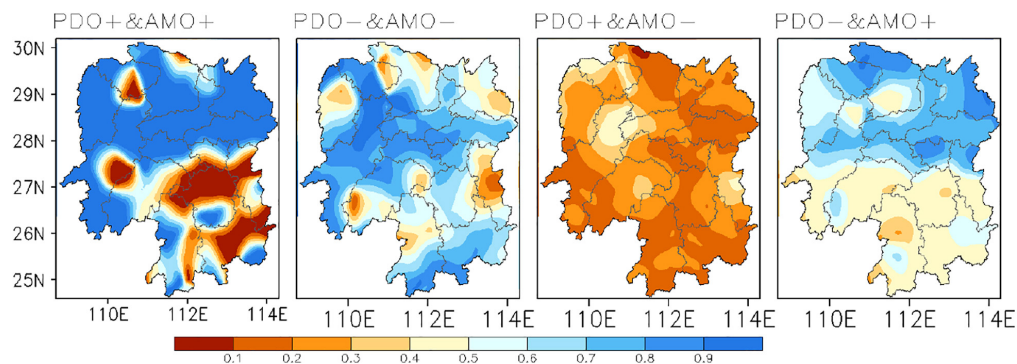 PDO+&AMO+ PDO−&AMO− PDO+&AMO− PDO−&AMO+
30N
29N
28N
27N
26N
25N
110E 112E 114E 110E 112E 114E 110E 112E 114E 110E 112E 114E
0.1 0.2 0.3 0.4 0.5 0.6 0.7 0.8 0.9